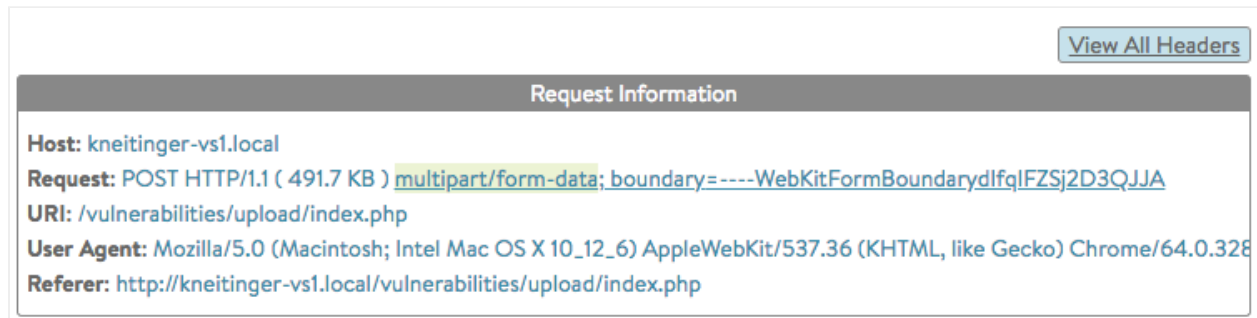 View All Headers
Request Information
Host: kneitinger-vs1.local
Request: POST HTTP/1.1 ( 491.7 KB ) multipart/form-data; boundary=----WebKitFormBoundarydIfqIFZSj2D3QJJA
URI: /vulnerabilities/upload/index.php
User Agent: Mozilla/5.0 (Macintosh; Intel Mac OS X 10_12_6) AppleWebKit/537.36 (KHTML, like Gecko) Chrome/64.0.328
Referer: http://kneitinger-vs1.local/vulnerabilities/upload/index.php